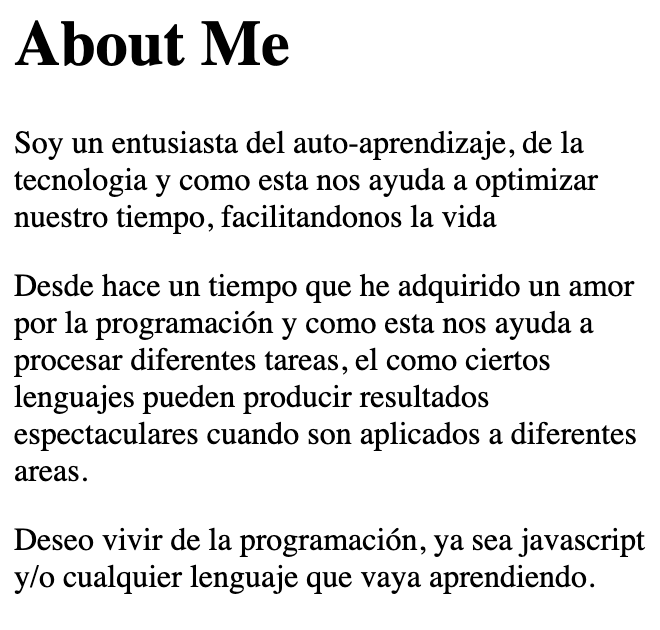 About Me
Soy un entusiasta del auto-aprendizaje, de la
tecnologia y como esta nos ayuda a optimizar
nuestro tiempo, facilitandonos la vida
Desde hace un tiempo que he adquirido un amor
por la programación y como esta nos ayuda a
procesar diferentes tareas, el como ciertos
lenguajes pueden producir resultados
espectaculares cuando son aplicados a diferentes
areas.
Deseo vivir de la programación, ya sea javascript
y/o cualquier lenguaje que vaya aprendiendo.